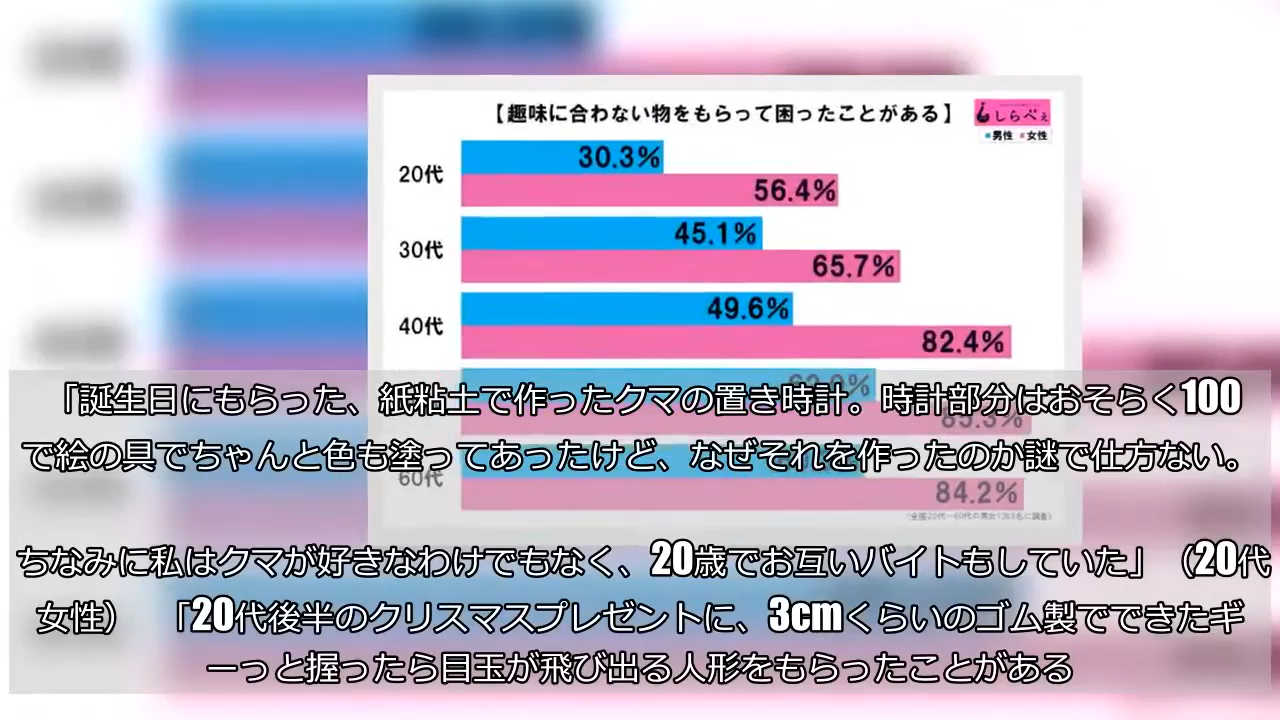 【趣味に合わない物をもらって困ったことがある】
しらべぇ
男性 女性
20代
30.3%
56.4%
30代
45.1%
65.7%
40代
49.6%
82.4%
85.3%
60代
84.2%
「誕生日にもらった、紙粘土で作ったクマの置き時計。時計部分はおそらく100
で絵の具でちゃんと色も塗ってあったけど、なぜそれを作ったのか謎で仕方ない。
ちなみに私はクマが好きなわけでもなく、20歳でお互いバイトもしていた」（20代
女性） 「20代後半のクリスマスプレゼントに、3cmくらいのゴム製でできたギ
ーっと握ったら目玉が飛び出る人形をもらったことがある